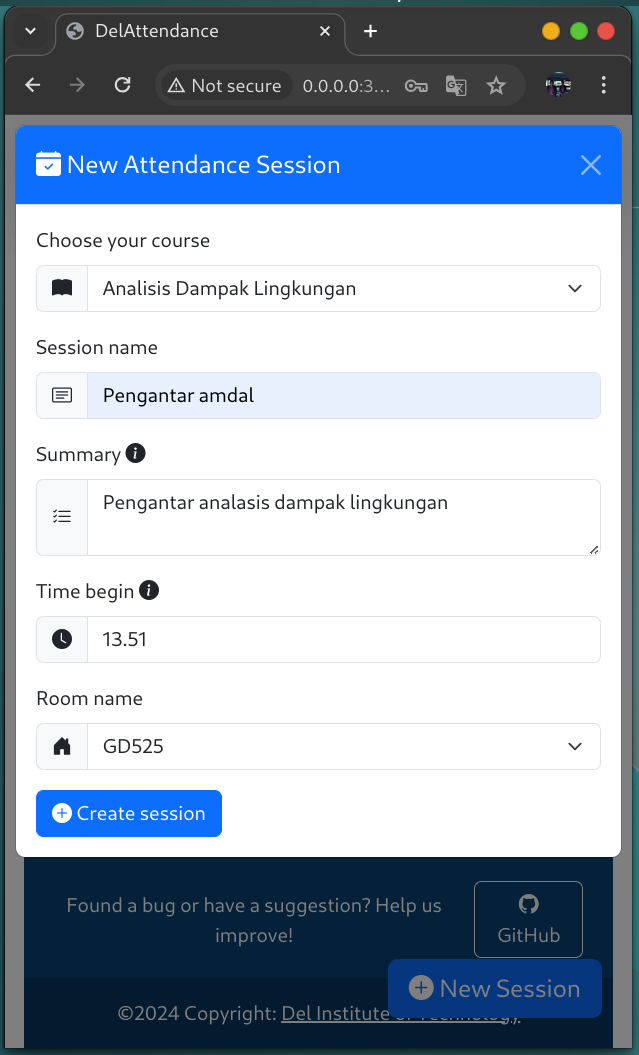 DelAttendance
Not secure
0.0.0.0:3...
New Attendance Session
Choose your course
Analisis Dampak Lingkungan
Session name
Pengantar amdal
Summary
Pengantar analasis dampak lingkungan
Time begin
13.51
Room name
GD525
Create session
Found a bug or have a suggestion? Help us
improve!
GitHub
New Session
©2024 Copyright: Del Institute of Technology.